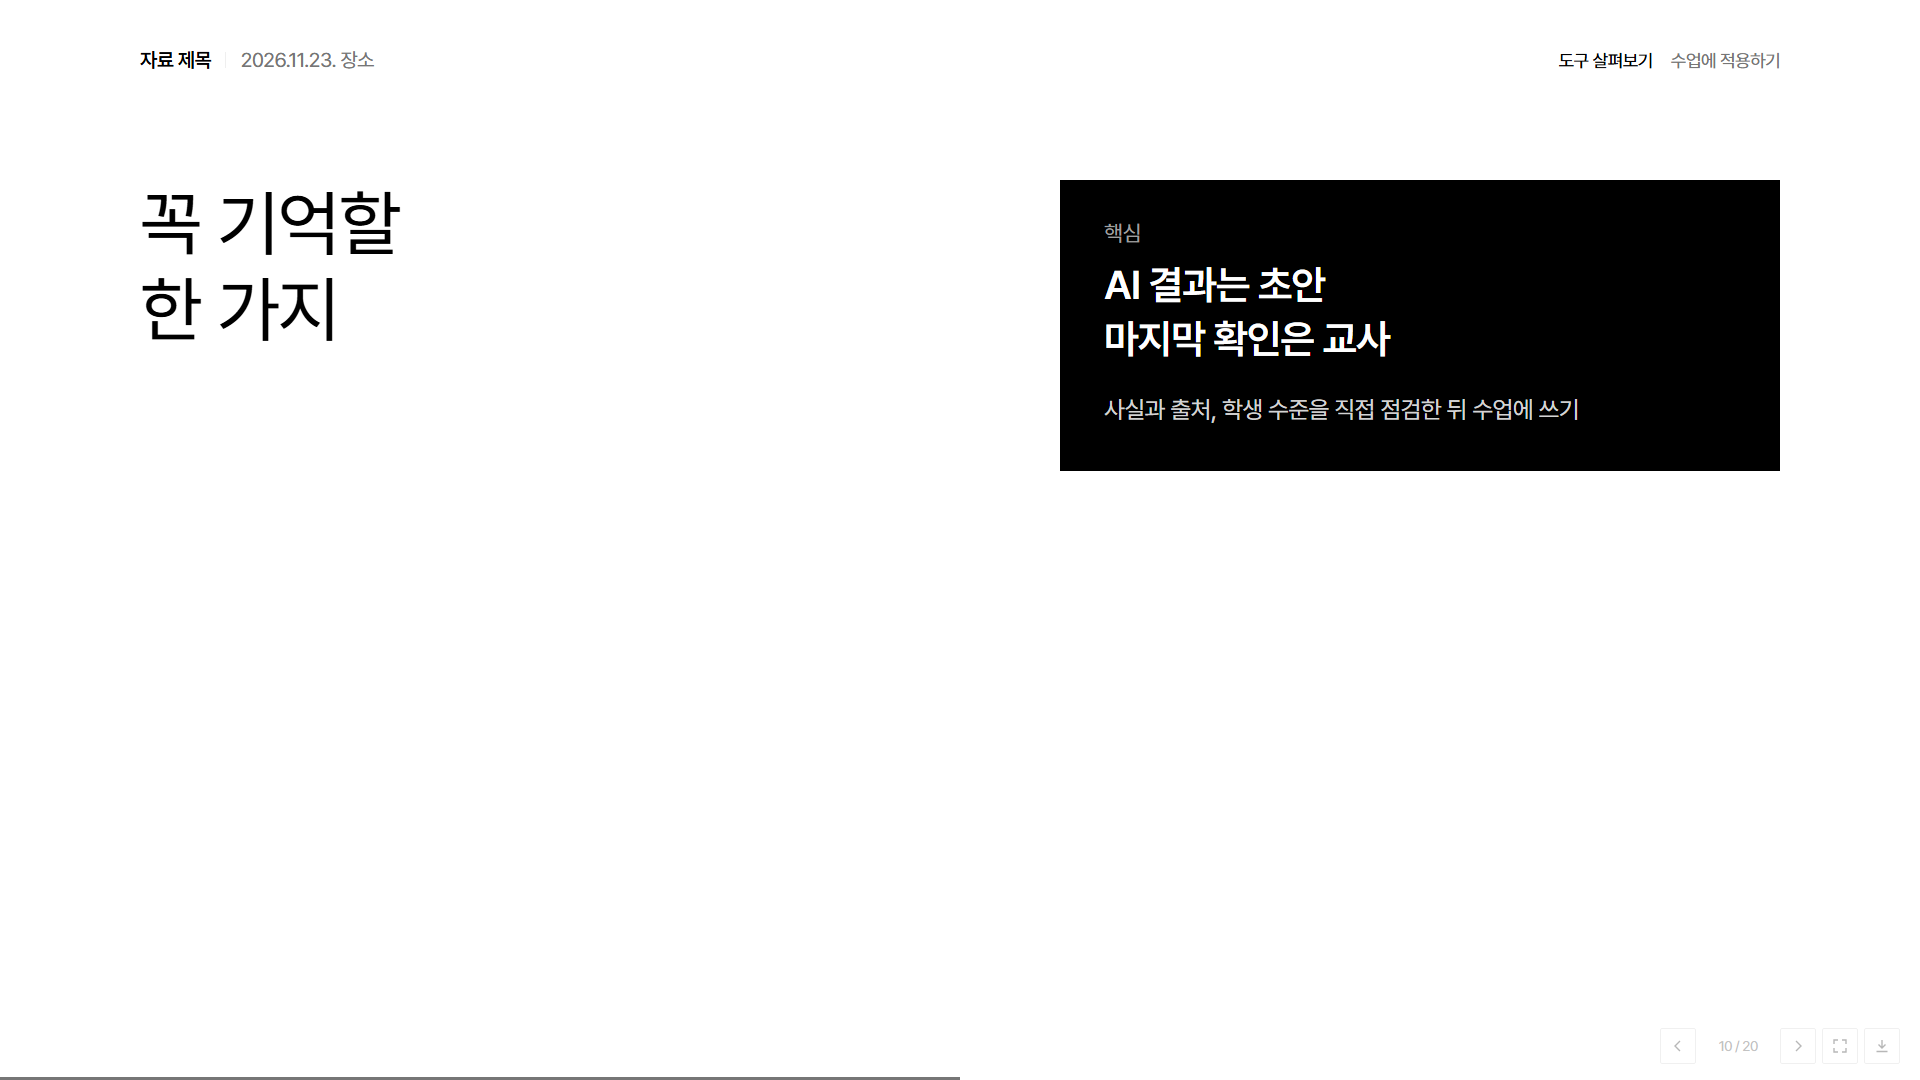 자료 제목
2026.11.23. 장소
도구 살펴보기
수업에 적용하기
꼭 기억할
한 가지
핵심
AI 결과는 초안
마지막 확인은 교사
사실과 출처, 학생 수준을 직접 점검한 뒤 수업에 쓰기
10 / 20